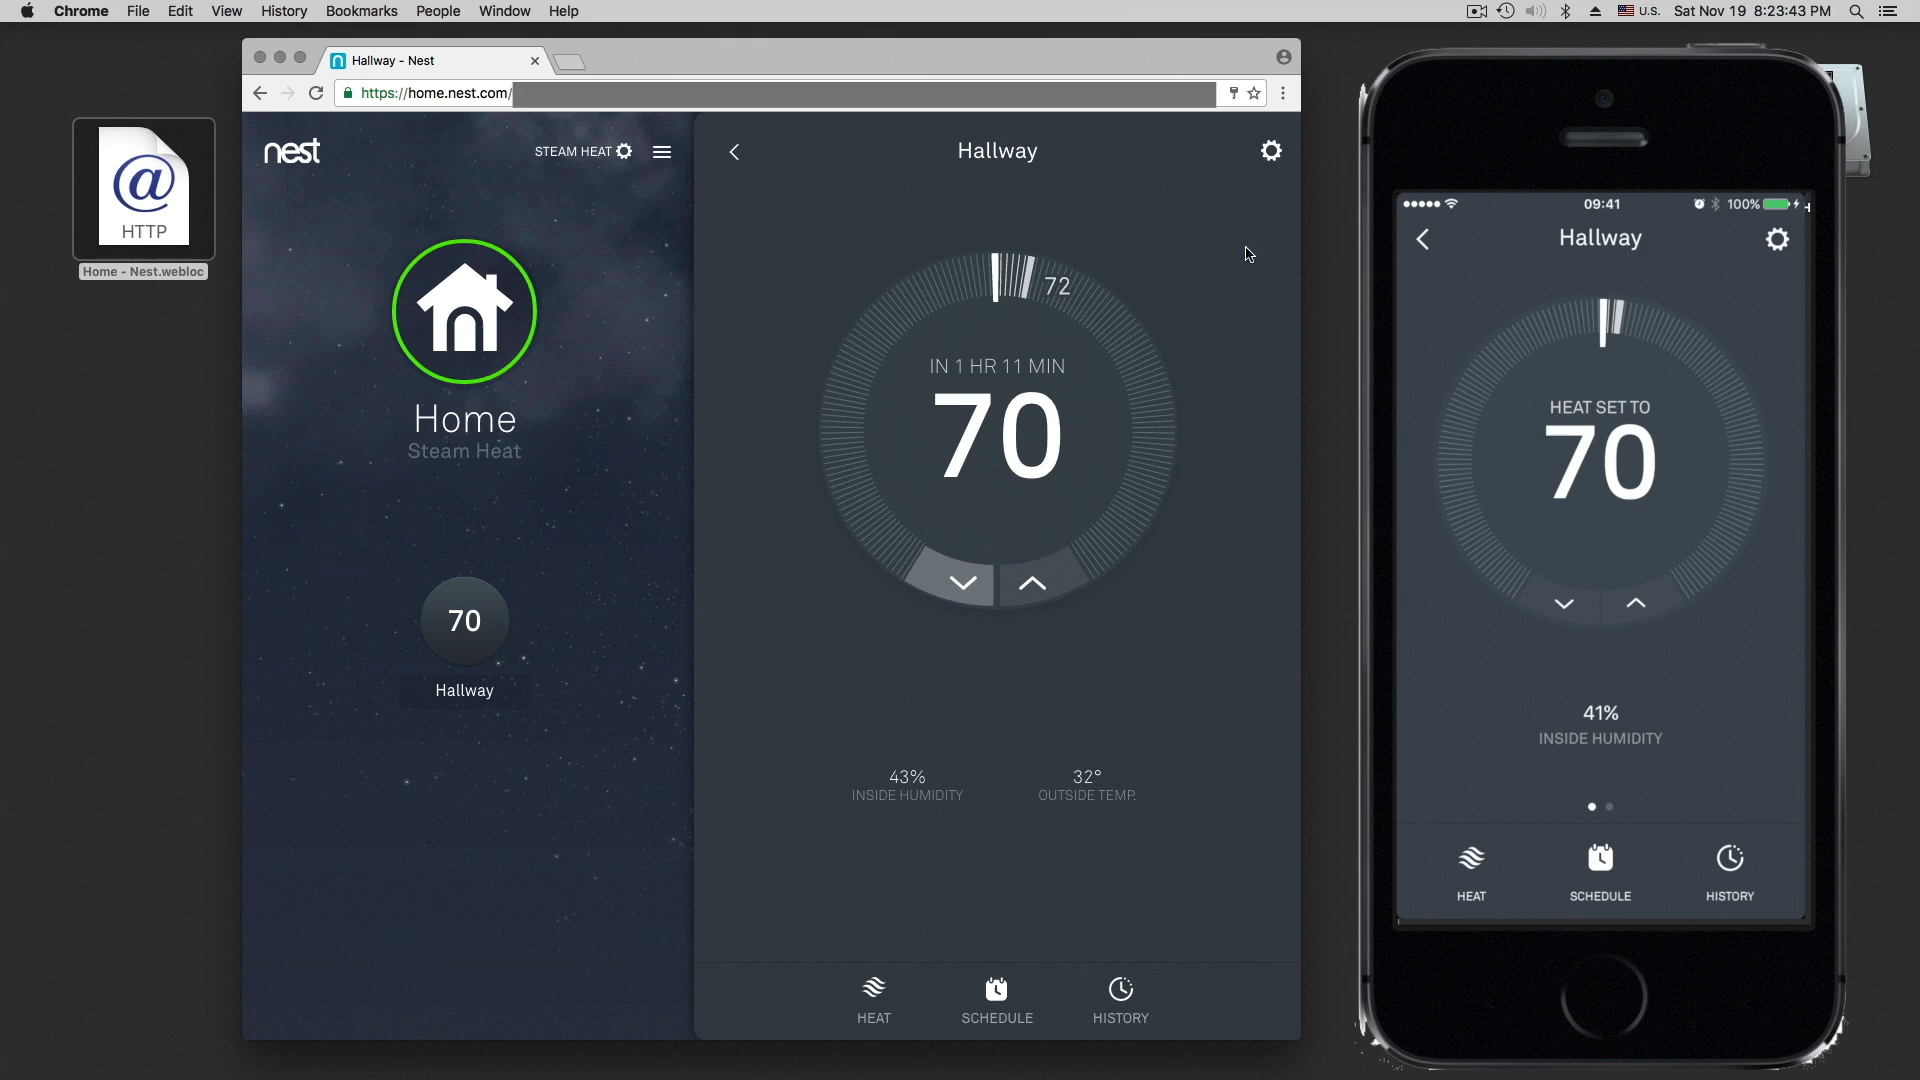 Chrome File Edit View History Bookmarks People Window Help
U.S. Sat Nov 19 8:23:43 PM
HTTP
Home - Nest.webloc
Hallway - Nest
https://home.nest.com/
nest
STEAM HEAT
Home
Steam Heat
70
Hallway
Hallway
72
IN 1 HR 11 MIN
70
43% 32°
INSIDE HUMIDITY OUTSIDE TEMP.
HEAT SCHEDULE HISTORY
09:41 100%
Hallway
HEAT SET TO
70
41%
INSIDE HUMIDITY
HEAT SCHEDULE HISTORY